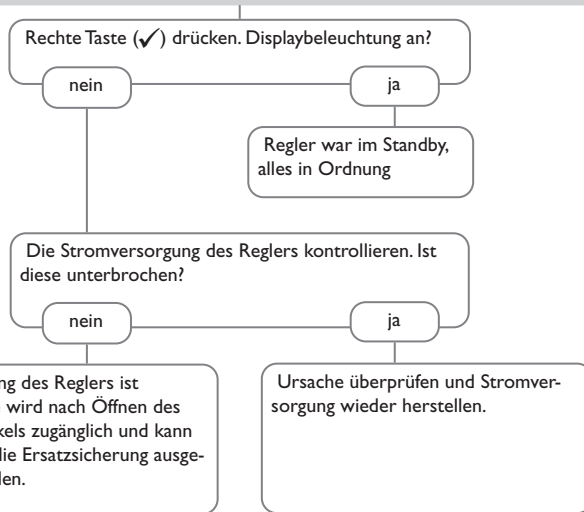 Rechte Taste (✓) drücken. Displaybeleuchtung an?
nein
ja
Regler war im Standby,
alles in Ordnung
Die Stromversorgung des Reglers kontrollieren. Ist
diese unterbrochen?
nein
ja
des Reglers ist
wird nach Öffnen des
zugänglich und kann
die Ersatzsicherung ausge-
Ursache überprüfen und Stromver-
sorgung wieder herstellen.